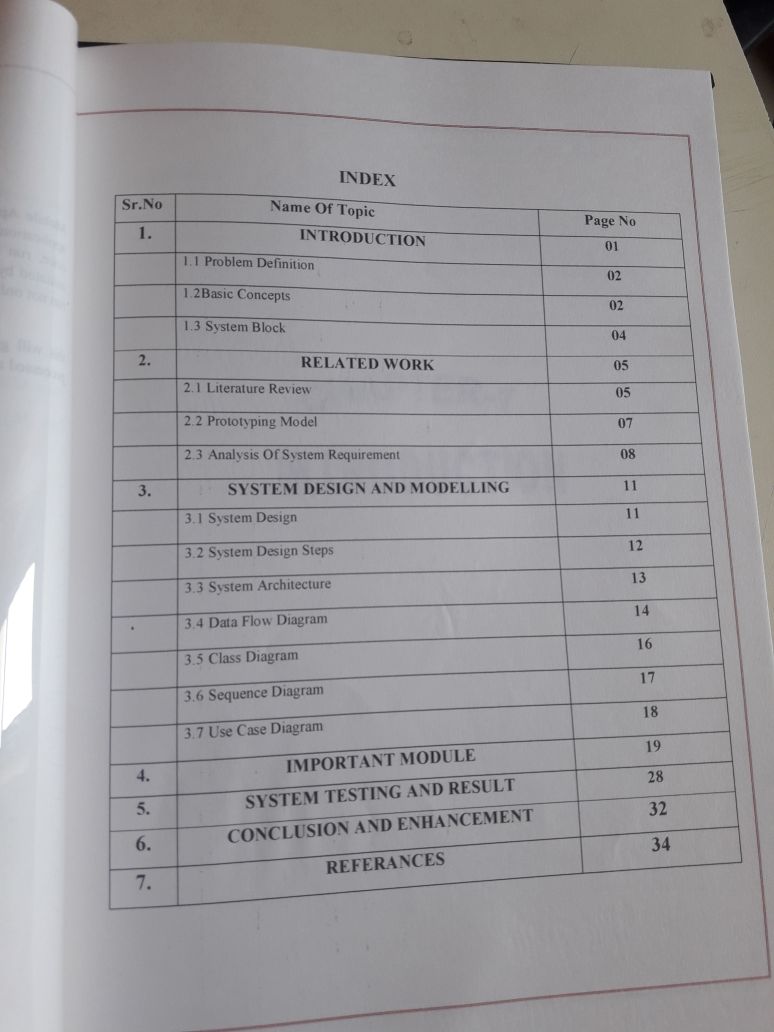 INDEX
Sr.No Name Of Topic Page No
1. INTRODUCTION 01
1.1 Problem Definition 02
1.2Basic Concepts 02
1.3 System Block 04
2. RELATED WORK 05
2.1 Literature Review 05
2.2 Prototyping Model 07
2.3 Analysis Of System Requirement 08
3. SYSTEM DESIGN AND MODELLING 11
3.1 System Design 11
3.2 System Design Steps 12
3.3 System Architecture 13
3.4 Data Flow Diagram 14
3.5 Class Diagram 16
3.6 Sequence Diagram 17
3.7 Use Case Diagram 18
4. IMPORTANT MODULE 19
5. SYSTEM TESTING AND RESULT 28
6. CONCLUSION AND ENHANCEMENT 32
7. REFERANCES 34